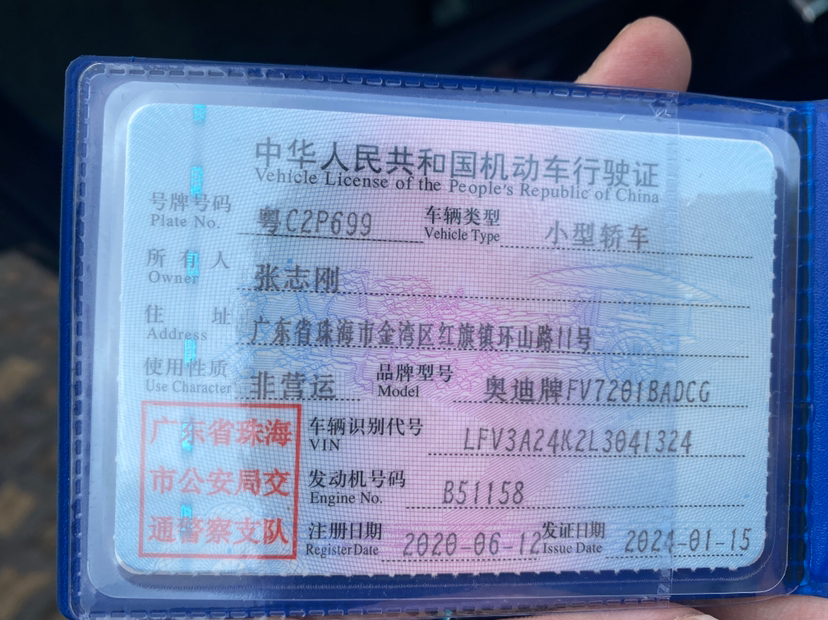 中华人民共和国机动车行驶证
Vehicle License of the People's Republic of China
号牌号码 粤C2P699 车辆类型 小型轿车
Plate No. Vehicle Type
所有人 张志刚
Owner
住址 广东省珠海市金湾区红旗镇环山路11号
Address
使用性质 非营运 品牌型号 奥迪牌FV7201BADCG
Use Character Model
广东省珠海
市公安局交
通警察支队
车辆识别代号 LFV3A24K2L3041324
VIN
发动机号码 B51158
Engine No.
注册日期 2020-06-12 发证日期 2024-01-15
Register Date Issue Date